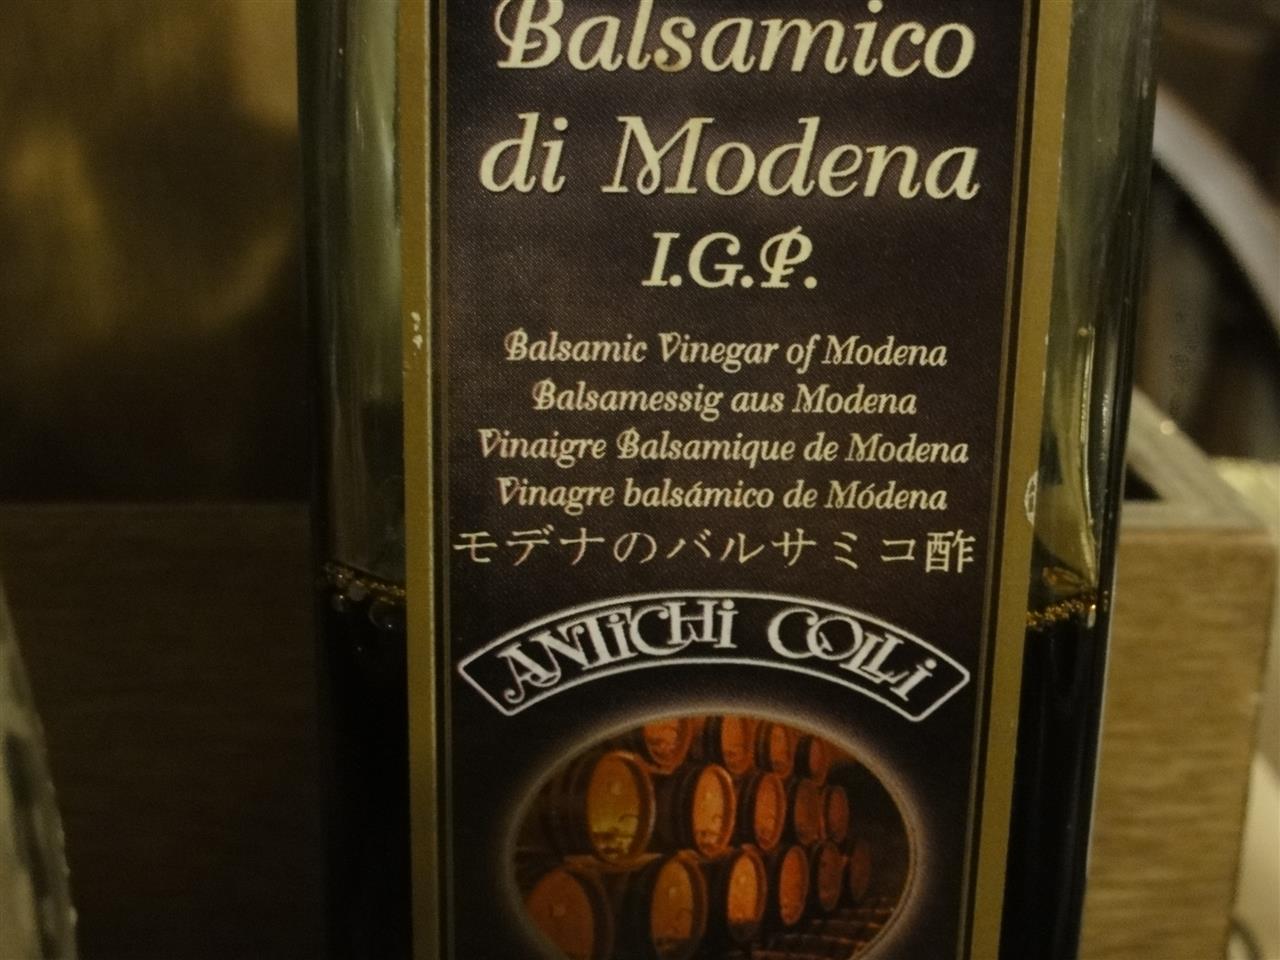 Balsamico
di Modena
I.G.P.
Balsamic Vinegar of Modena
Balsamessig aus Modena
Vinaigre Balsamique de Modena
Vinagre balsámico de Módena
モデナのバルサミコ酢
ANTiCHi COLLi